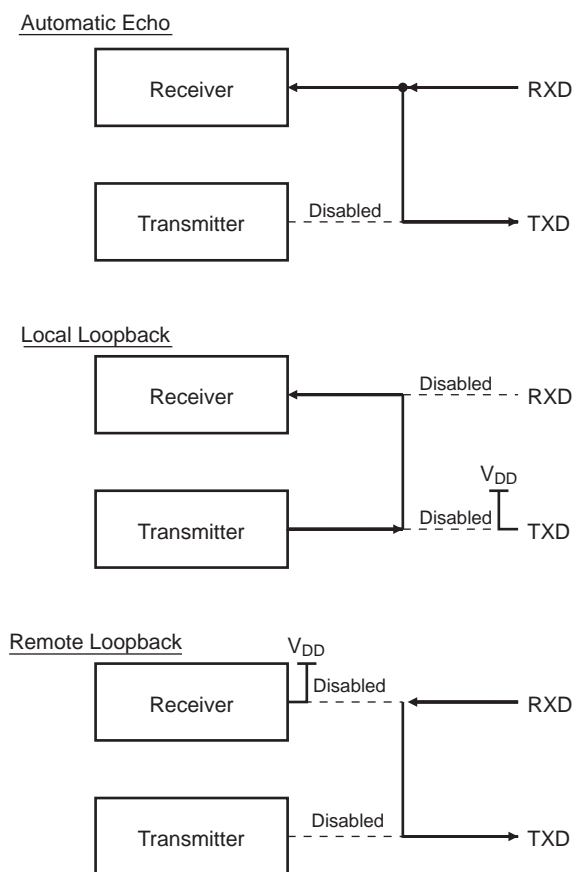 Automatic Echo
Receiver
RXD
Transmitter
Disabled
TXD
Local Loopback
Receiver
Disabled
RXD
VDD
Transmitter
Disabled
TXD
Remote Loopback
VDD
Receiver
Disabled
RXD
Transmitter
Disabled
TXD